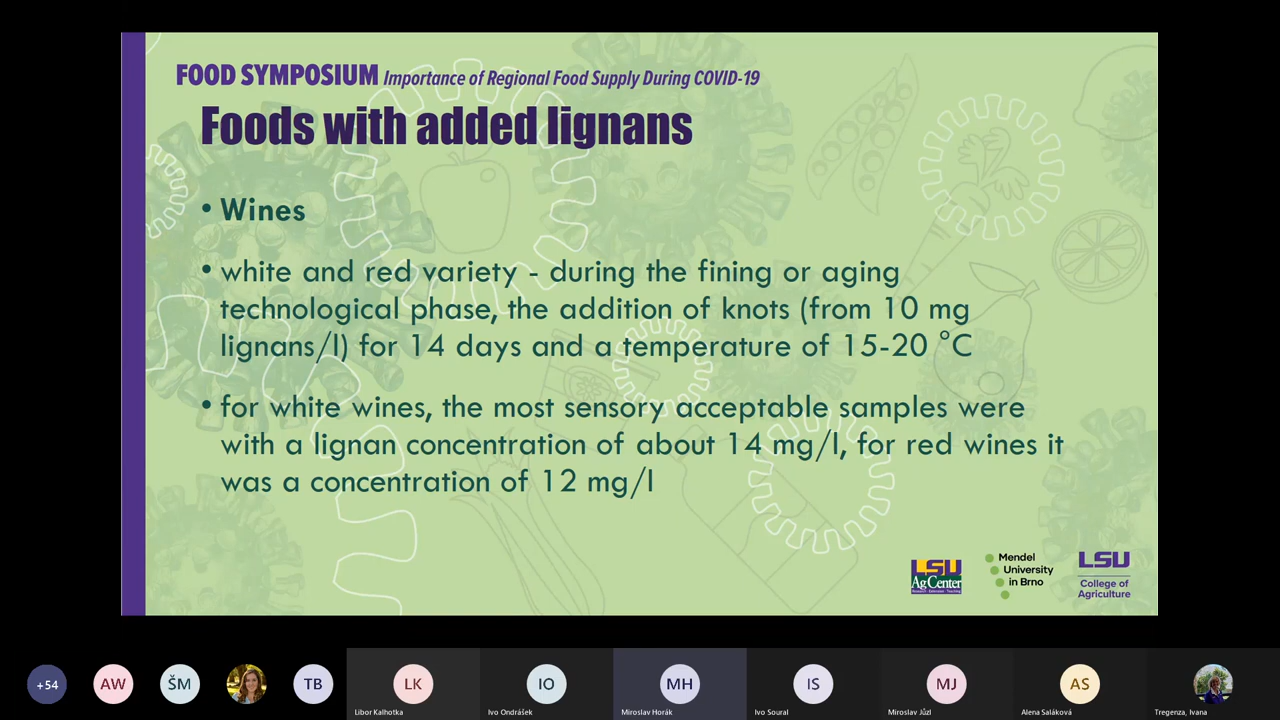 FOOD SYMPOSIUM Importance of Regional Food Supply During COVID-19
Foods with added lignans
• Wines
• white and red variety - during the fining or aging
technological phase, the addition of knots (from 10 mg
lignans/l) for 14 days and a temperature of 15-20 °C
• for white wines, the most sensory acceptable samples were
with a lignan concentration of about 14 mg/l, for red wines it
was a concentration of 12 mg/l
LSU
AgCenter
Research · Extension · Teaching
Mendel
University
in Brno
LSU
College of
Agriculture
+54
AW
ŠM
TB
LK
IO
MH
IS
MJ
AS
Libor Kalhotka
Ivo Ondrášek
Miroslav Horák
Ivo Soural
Miroslav Jůzl
Alena Saláková
Tregenza, Ivana